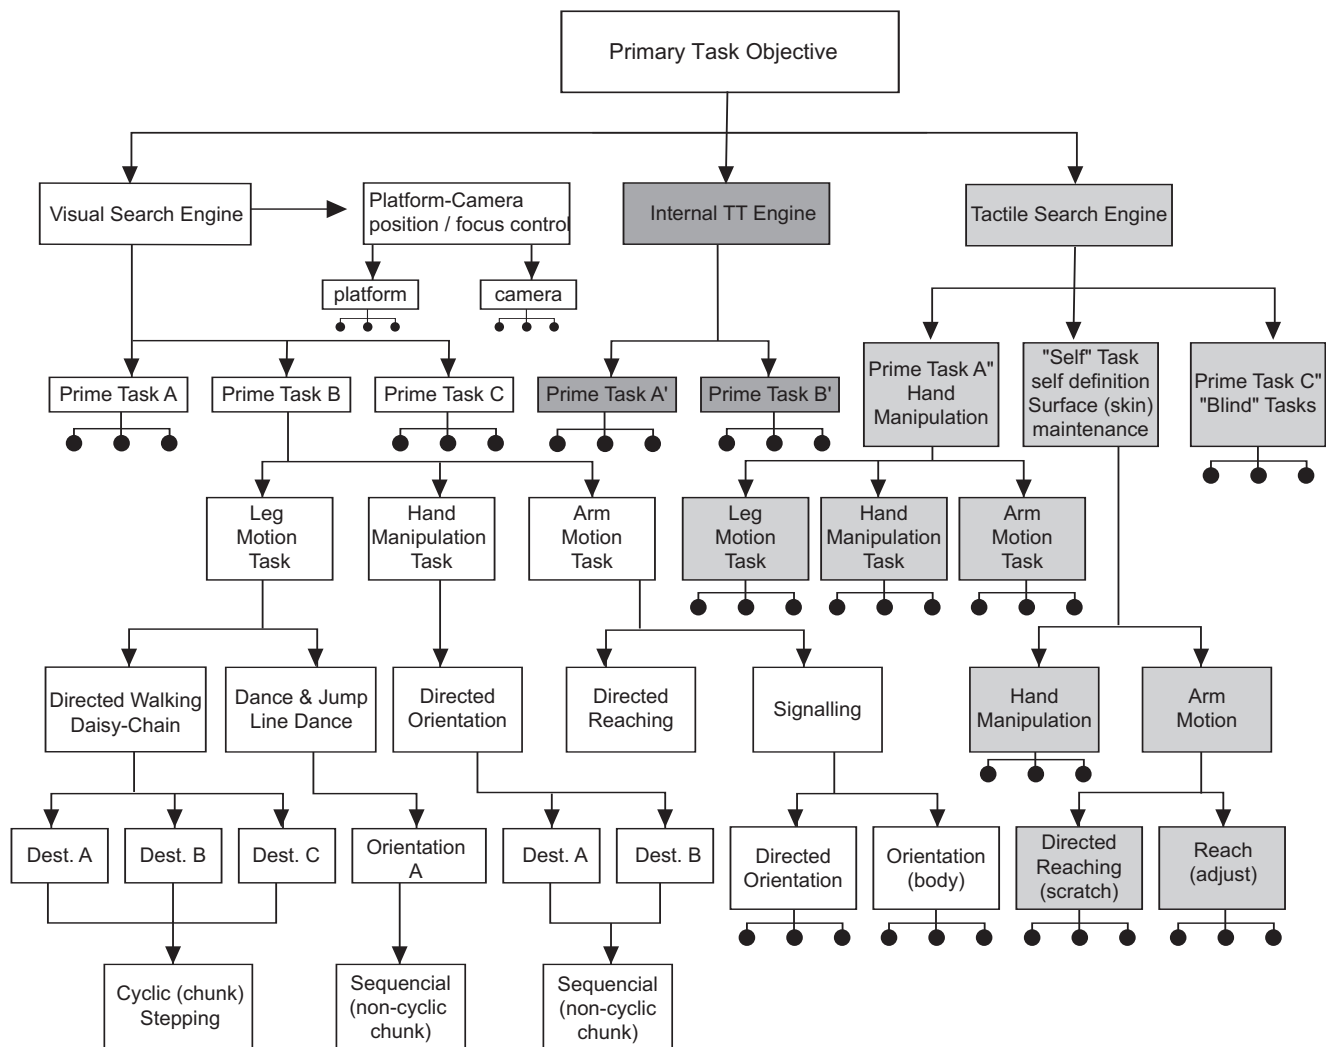 Primary Task Objective
Visual Search Engine
Platform-Camera
position / focus control
Internal TT Engine
Tactile Search Engine
platform
camera
Prime Task A
Prime Task B
Prime Task C
Prime Task A'
Prime Task B'
Prime Task A"
Hand
Manipulation
"Self" Task
self definition
Surface (skin)
maintenance
Prime Task C"
"Blind" Tasks
Leg
Motion
Task
Hand
Manipulation
Task
Arm
Motion
Task
Leg
Motion
Task
Hand
Manipulation
Task
Arm
Motion
Task
Directed Walking
Daisy-Chain
Dance & Jump
Line Dance
Directed
Orientation
Directed
Reaching
Signalling
Hand
Manipulation
Arm
Motion
Dest. A
Dest. B
Dest. C
Orientation
A
Dest. A
Dest. B
Directed
Orientation
Orientation
(body)
Directed
Reaching
(scratch)
Reach
(adjust)
Cyclic (chunk)
Stepping
Sequencial
(non-cyclic
chunk)
Sequencial
(non-cyclic
chunk)